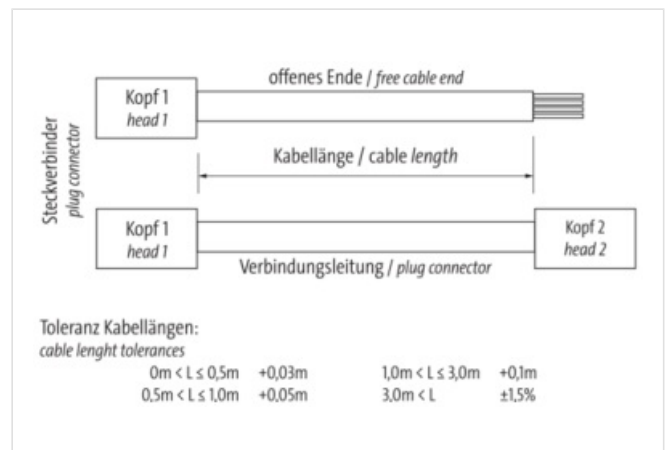 offenes Ende / free cable end
Kopf 1
head 1
Steckverbinder
plug connector
Kabellänge / cable length
Kopf 1
head 1
Kopf 2
head 2
Verbindungsleitung / plug connector
Toleranz Kabellängen:
cable lenght tolerances
0m < L ≤ 0,5m +0,03m 1,0m < L ≤ 3,0m +0,1m
0,5m < L ≤ 1,0m +0,05m 3,0m < L ±1,5%